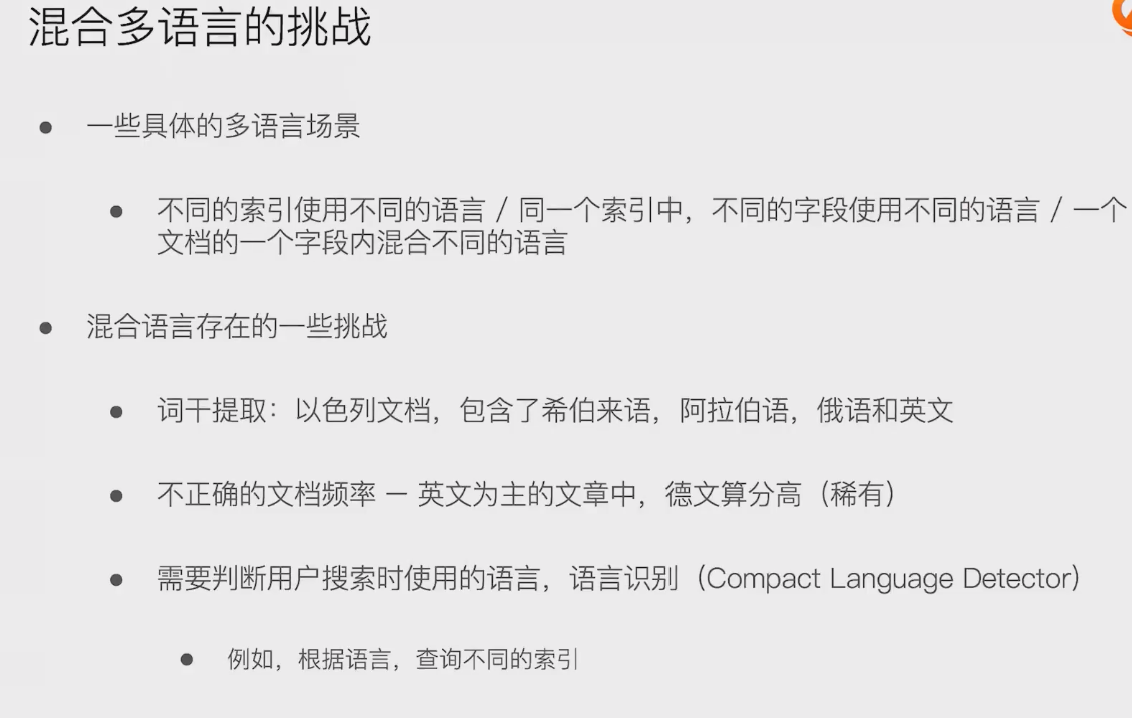 混合多语言的挑战
● 一些具体的多语言场景
● 不同的索引使用不同的语言 / 同一个索引中，不同的字段使用不同的语言 / 一个
文档的一个字段内混合不同的语言
● 混合语言存在的一些挑战
● 词干提取：以色列文档，包含了希伯来语，阿拉伯语，俄语和英文
● 不正确的文档频率 – 英文为主的文章中，德文算分高（稀有）
● 需要判断用户搜索时使用的语言，语言识别（Compact Language Detector）
● 例如，根据语言，查询不同的索引